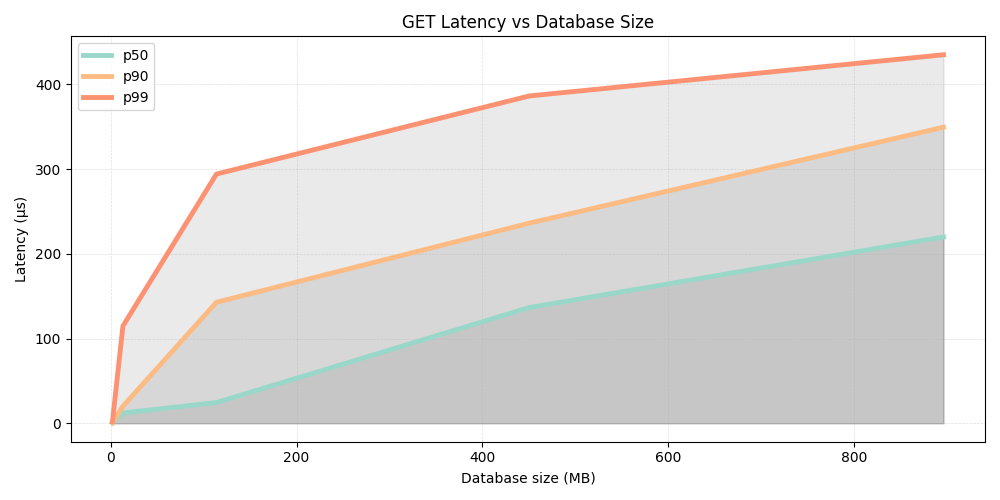 GET Latency vs Database Size
p50
p90
p99
Latency (µs)
400
300
200
100
0
0 200 400 600 800
Database size (MB)